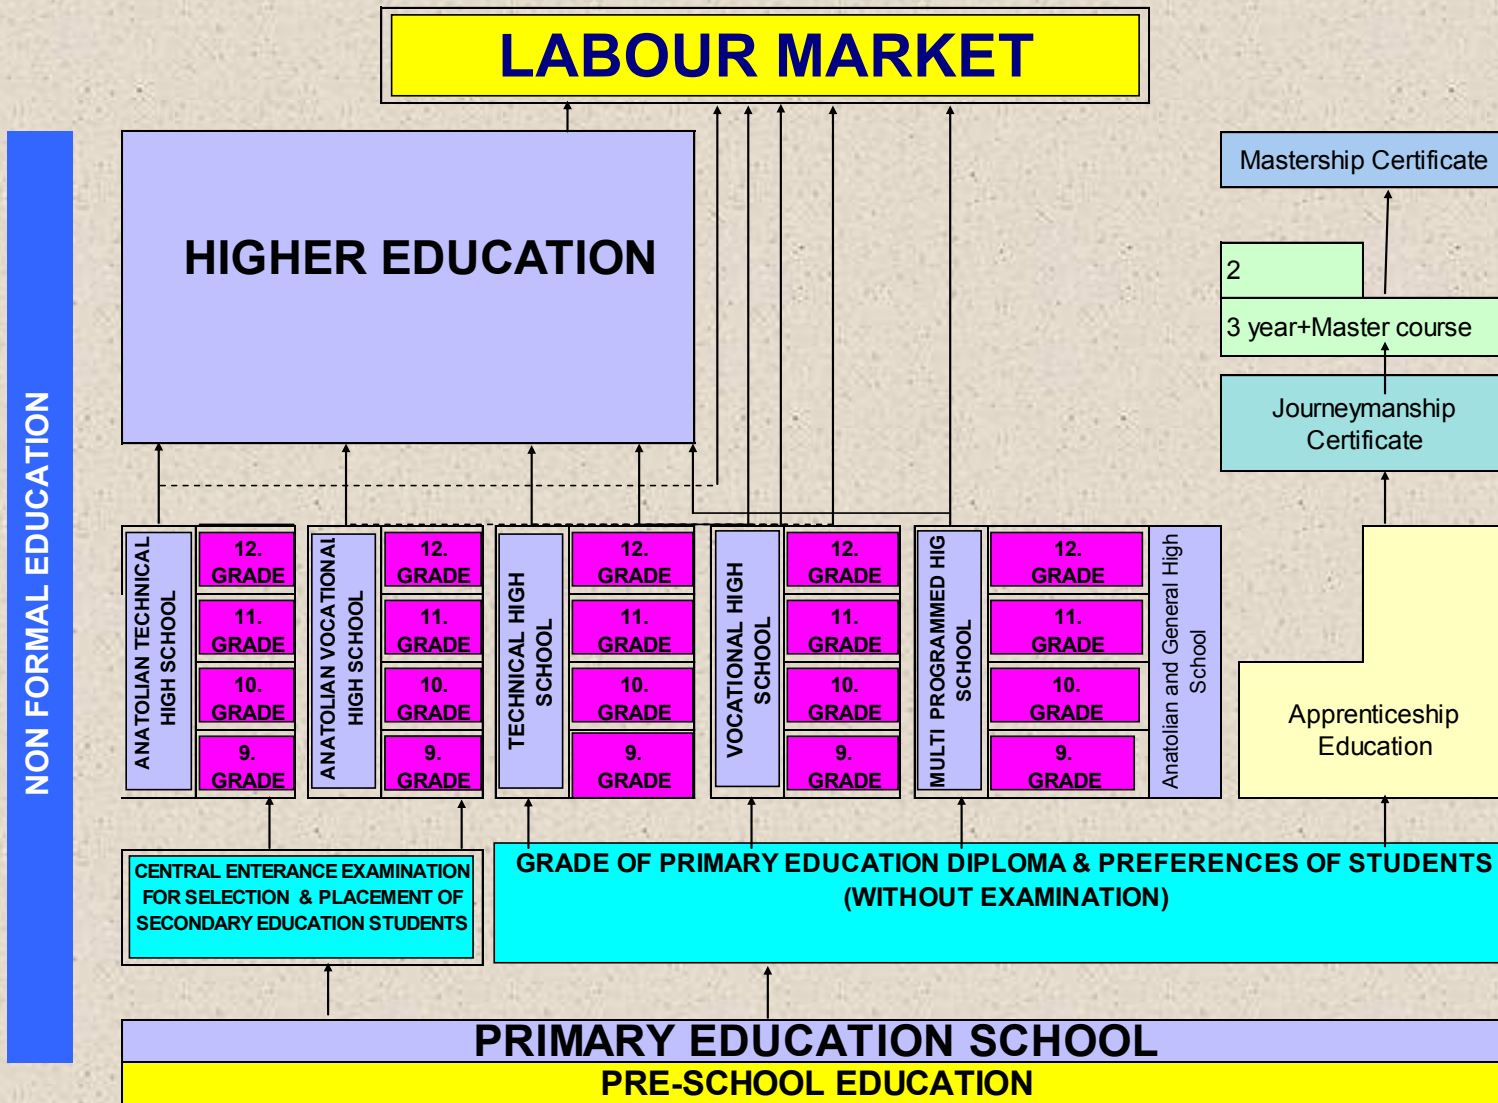 LABOUR MARKET
NON FORMAL EDUCATION
HIGHER EDUCATION
Mastership Certificate
2
3 year+Master course
Journeymanship
Certificate
ANATOLIAN TECHNICAL
HIGH SCHOOL
12.
GRADE
11.
GRADE
10.
GRADE
9.
GRADE
ANATOLIAN VOCATIONAL
HIGH SCHOOL
12.
GRADE
11.
GRADE
10.
GRADE
9.
GRADE
TECHNICAL HIGH
SCHOOL
12.
GRADE
11.
GRADE
10.
GRADE
9.
GRADE
VOCATIONAL HIGH
SCHOOL
12.
GRADE
11.
GRADE
10.
GRADE
9.
GRADE
MULTI PROGRAMMED HIG
SCHOOL
12.
GRADE
11.
GRADE
10.
GRADE
9.
GRADE
Anatolian and General High
School
Apprenticeship
Education
CENTRAL ENTERANCE EXAMINATION
FOR SELECTION & PLACEMENT OF
SECONDARY EDUCATION STUDENTS
GRADE OF PRIMARY EDUCATION DIPLOMA & PREFERENCES OF STUDENTS
(WITHOUT EXAMINATION)
PRIMARY EDUCATION SCHOOL
PRE-SCHOOL EDUCATION